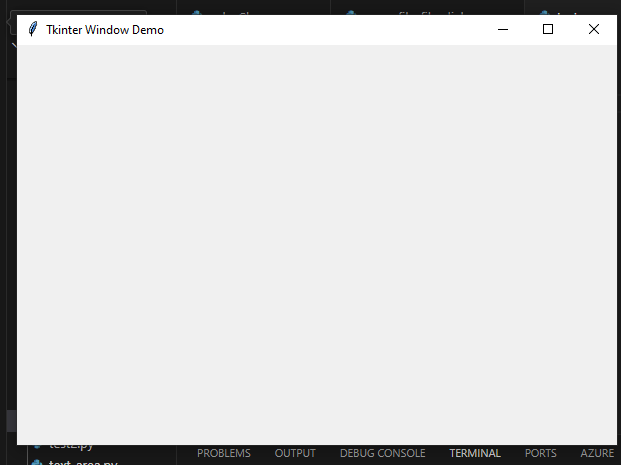 Tkinter Window Demo
test2.py
text_area.py
PROBLEMS OUTPUT DEBUG CONSOLE TERMINAL PORTS AZURE